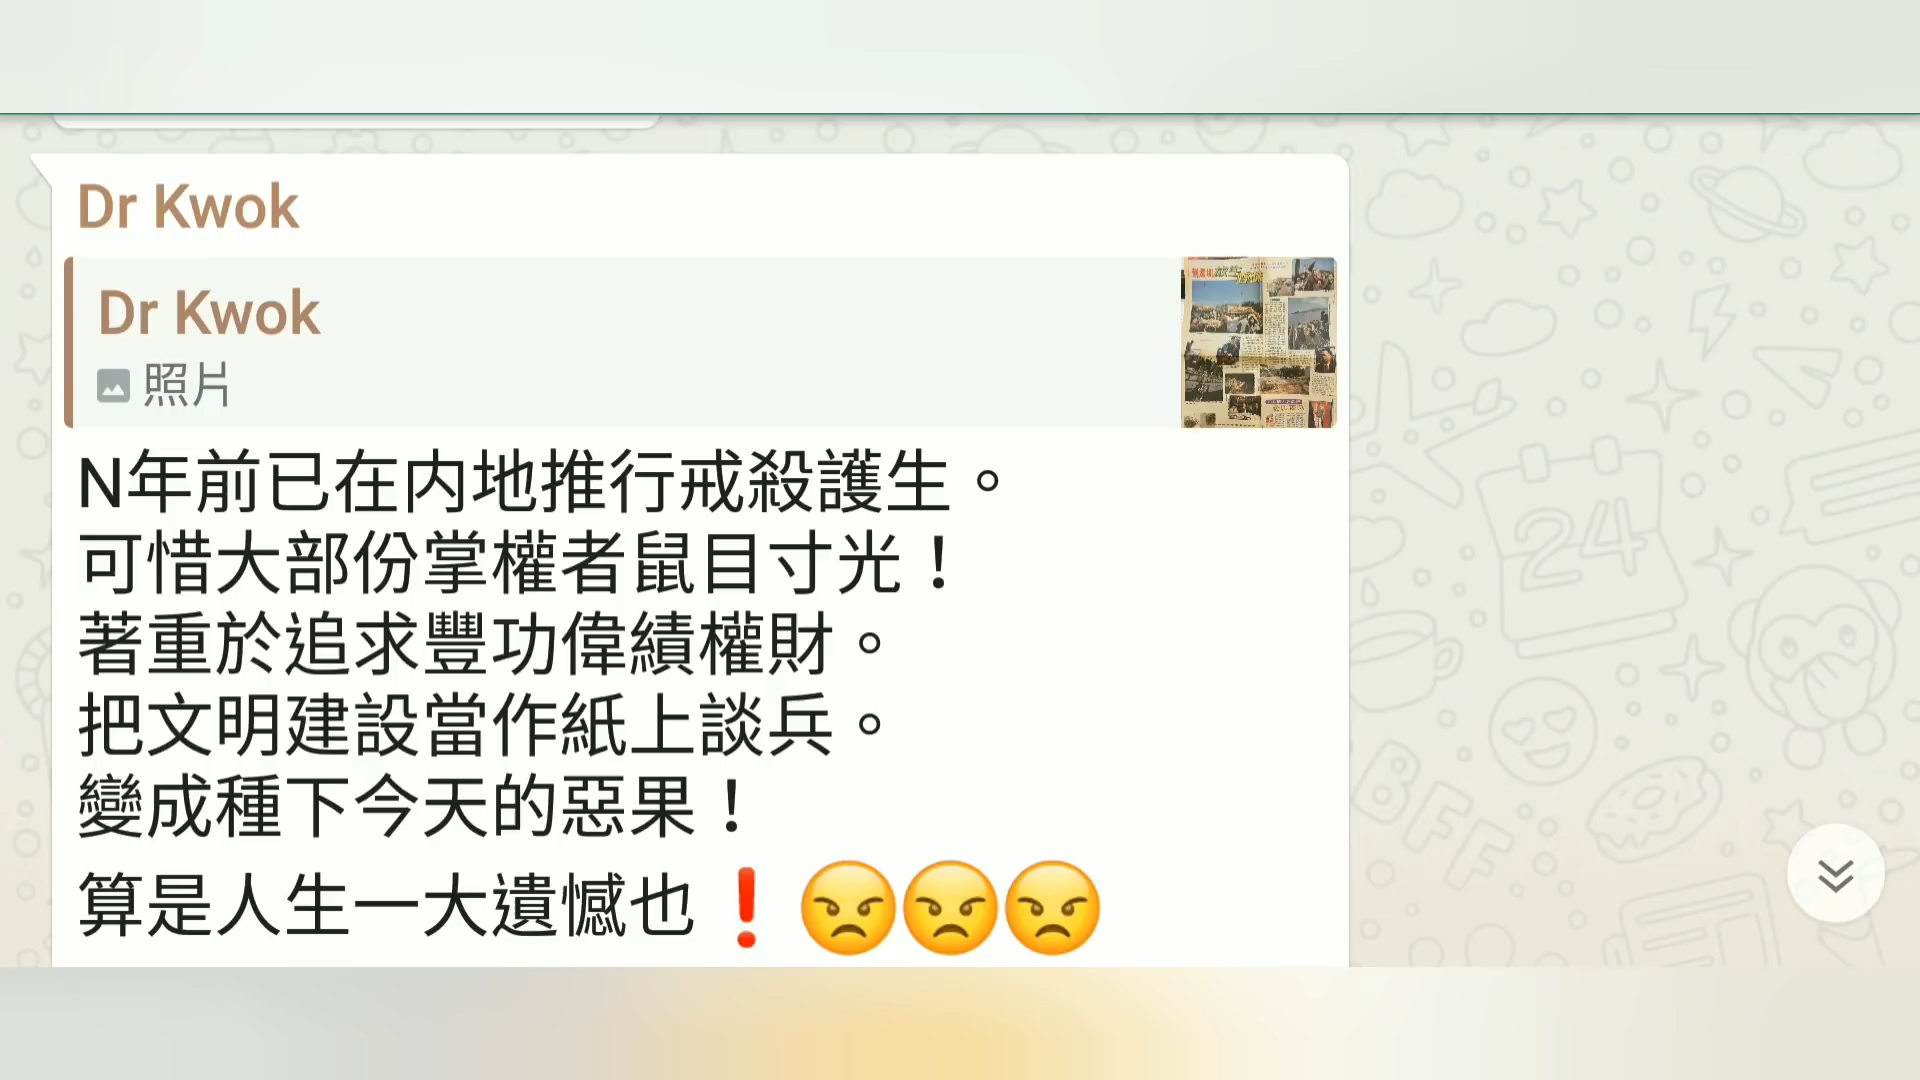 Dr Kwok
Dr Kwok
照片
N年前已在内地推行戒殺護生。
可惜大部份掌權者鼠目寸光！
著重於追求豐功偉績權財。
把文明建設當作紙上談兵。
變成種下今天的惡果！
算是人生一大遺憾也❗😠😠😠